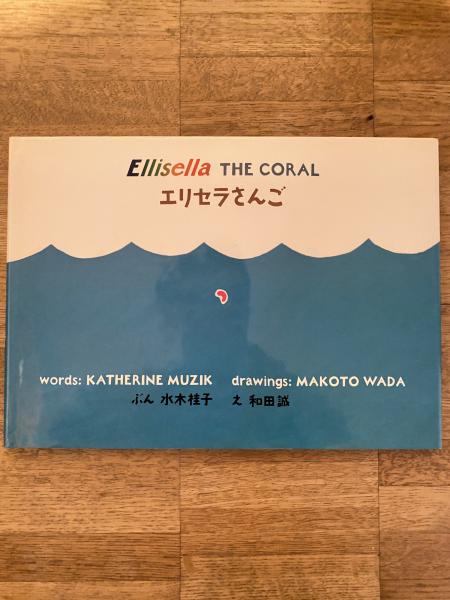 Ellisella THE CORAL
エリセラさんご
words: KATHERINE MUZIK drawings: MAKOTO WADA
ぶん 水木桂子 え 和田誠